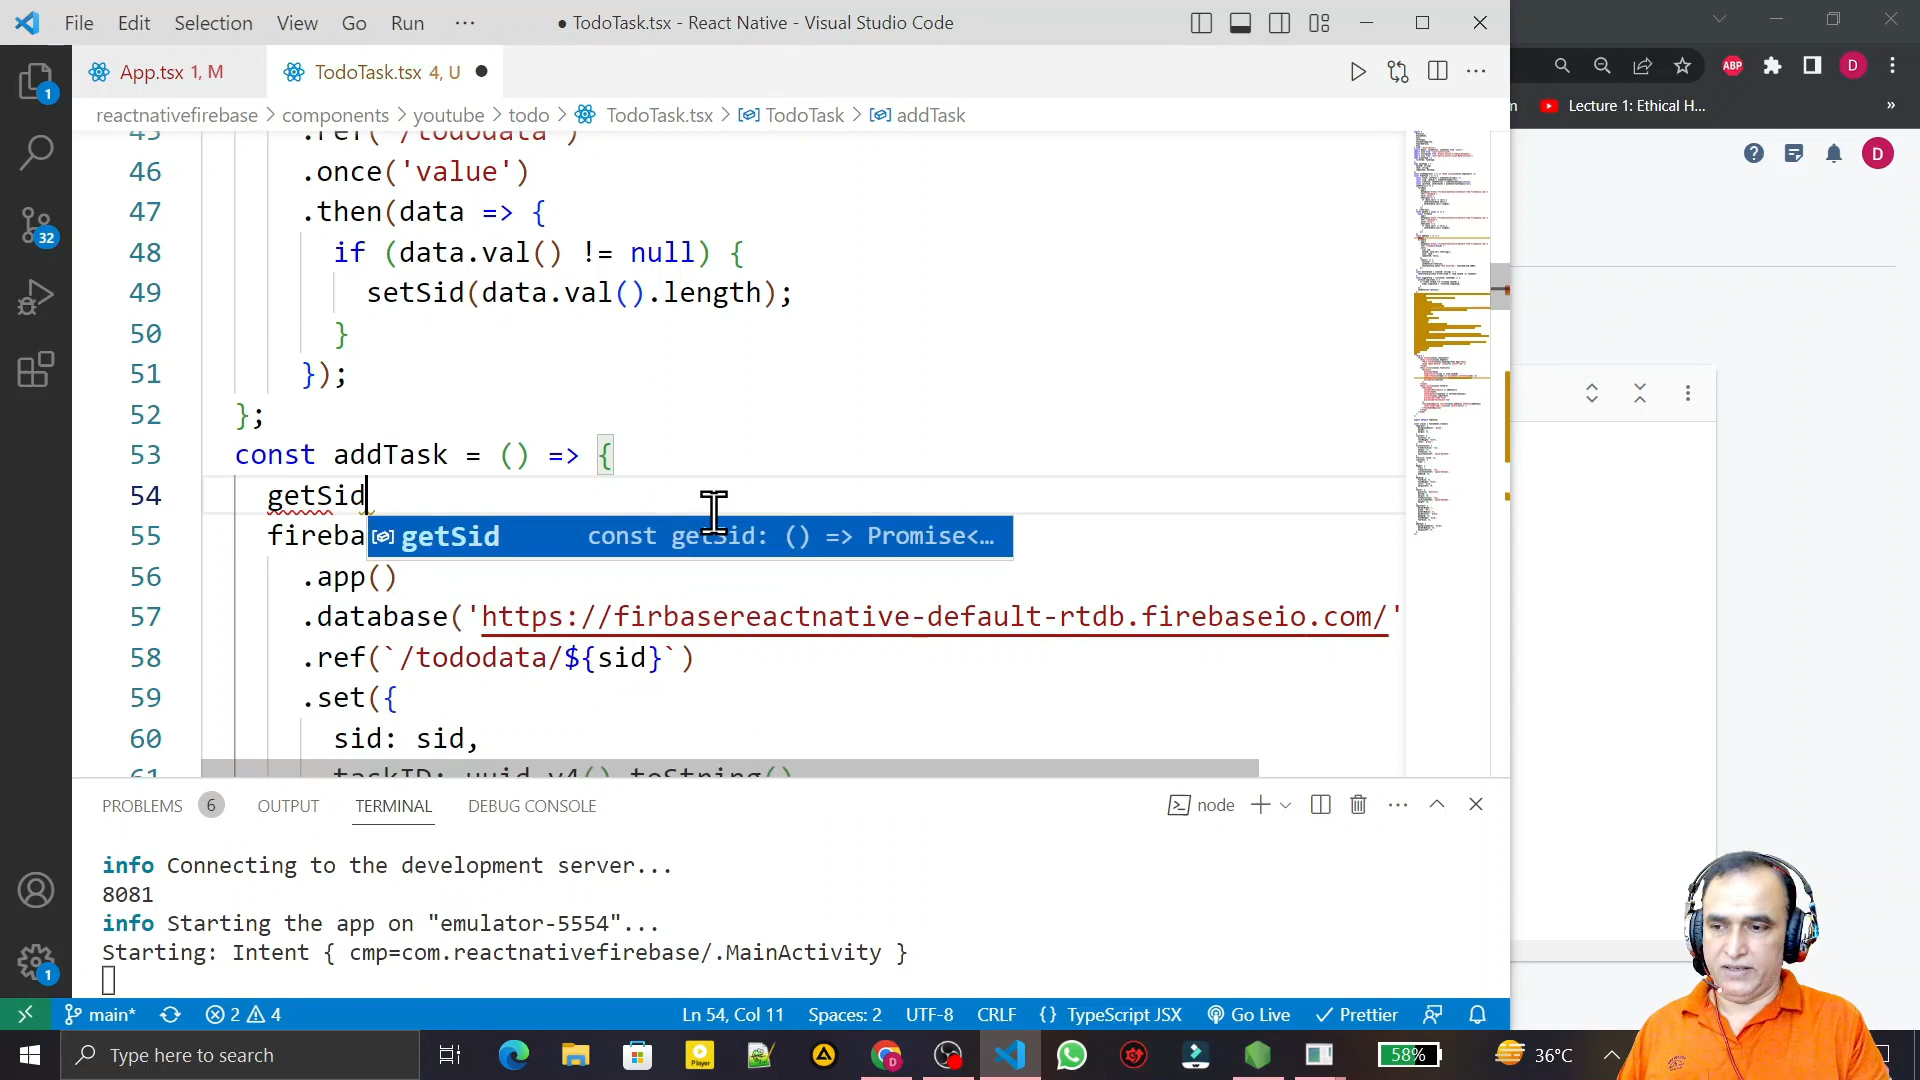 File Edit Selection View Go Run ···
● TodoTask.tsx - React Native - Visual Studio Code
App.tsx 1, M
TodoTask.tsx 4, U ●
ABP
D
Lecture 1: Ethical H...
»
reactnativefirebase > components > youtube > todo > TodoTask.tsx > TodoTask > addTask
D
45 .ref('/tododata')
46 .once('value')
47 .then(data => {
48 if (data.val() != null) {
49 setSid(data.val().length);
50 }
51 });
52 };
53 const addTask = () => {
54 getSid
getSid const getSid: () => Promise<…
55 fireba
56 .app()
57 .database('https://firbasereactnative-default-rtdb.firebaseio.com/'
58 .ref(`/tododata/${sid}`)
59 .set({
60 sid: sid,
61 taskID: uuid.v4().toString()
1
32
1
PROBLEMS 6 OUTPUT TERMINAL DEBUG CONSOLE
node
info Connecting to the development server...
8081
info Starting the app on "emulator-5554"...
Starting: Intent { cmp=com.reactnativefirebase/.MainActivity }
main* 2 4
Ln 54, Col 11 Spaces: 2 UTF-8 CRLF {} TypeScript JSX Go Live Prettier
Type here to search
Player
58%
36°C